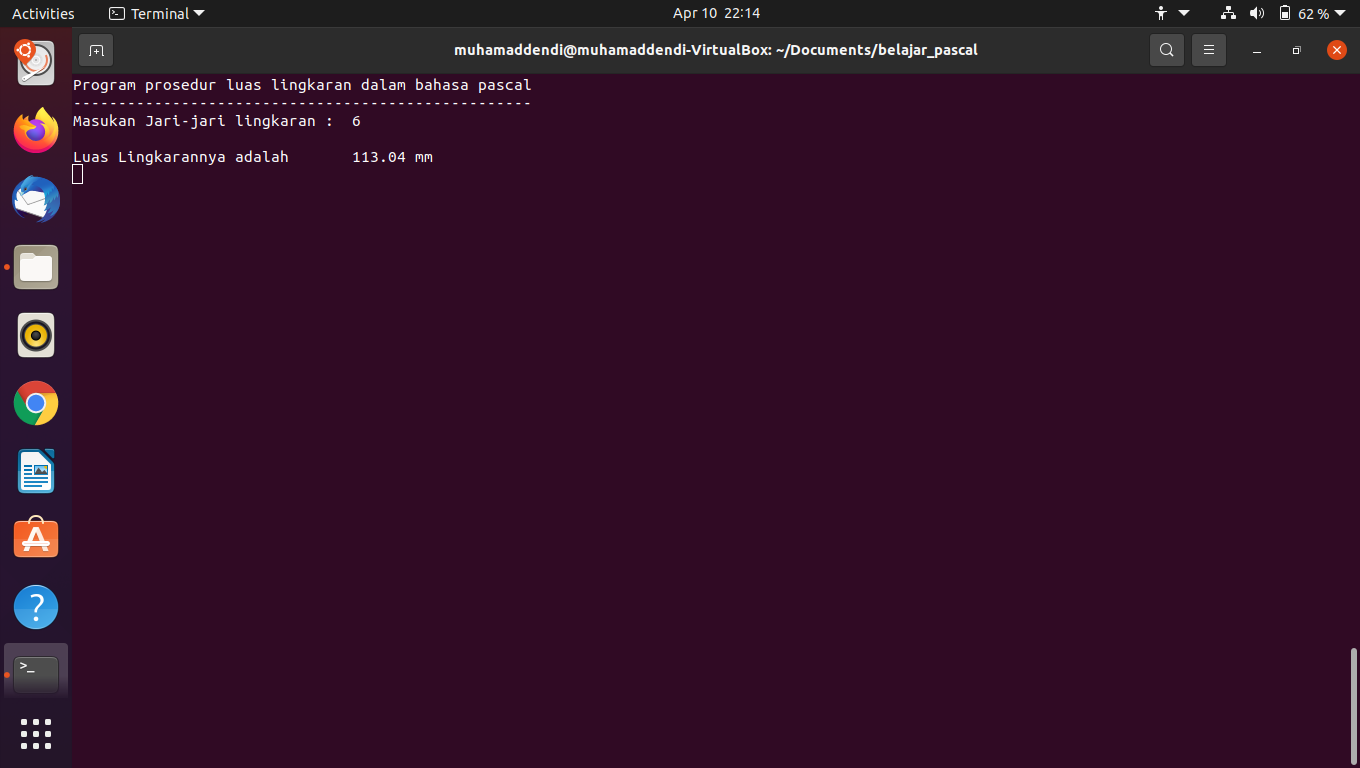 Activities Terminal Apr 10 22:14 62 %
muhamaddendi@muhamaddendi-VirtualBox: ~/Documents/belajar_pascal
Program prosedur luas lingkaran dalam bahasa pascal
---------------------------------------------------
Masukan Jari-jari lingkaran : 6
Luas Lingkarannya adalah 113.04 mm